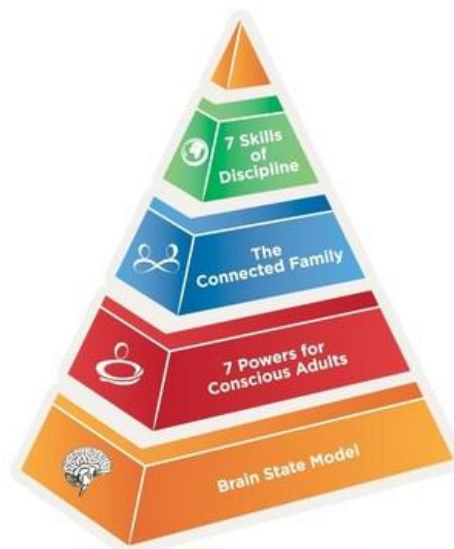 7 Skills
of
Discipline
The
Connected Family
7 Powers for
Conscious Adults
Brain State Model